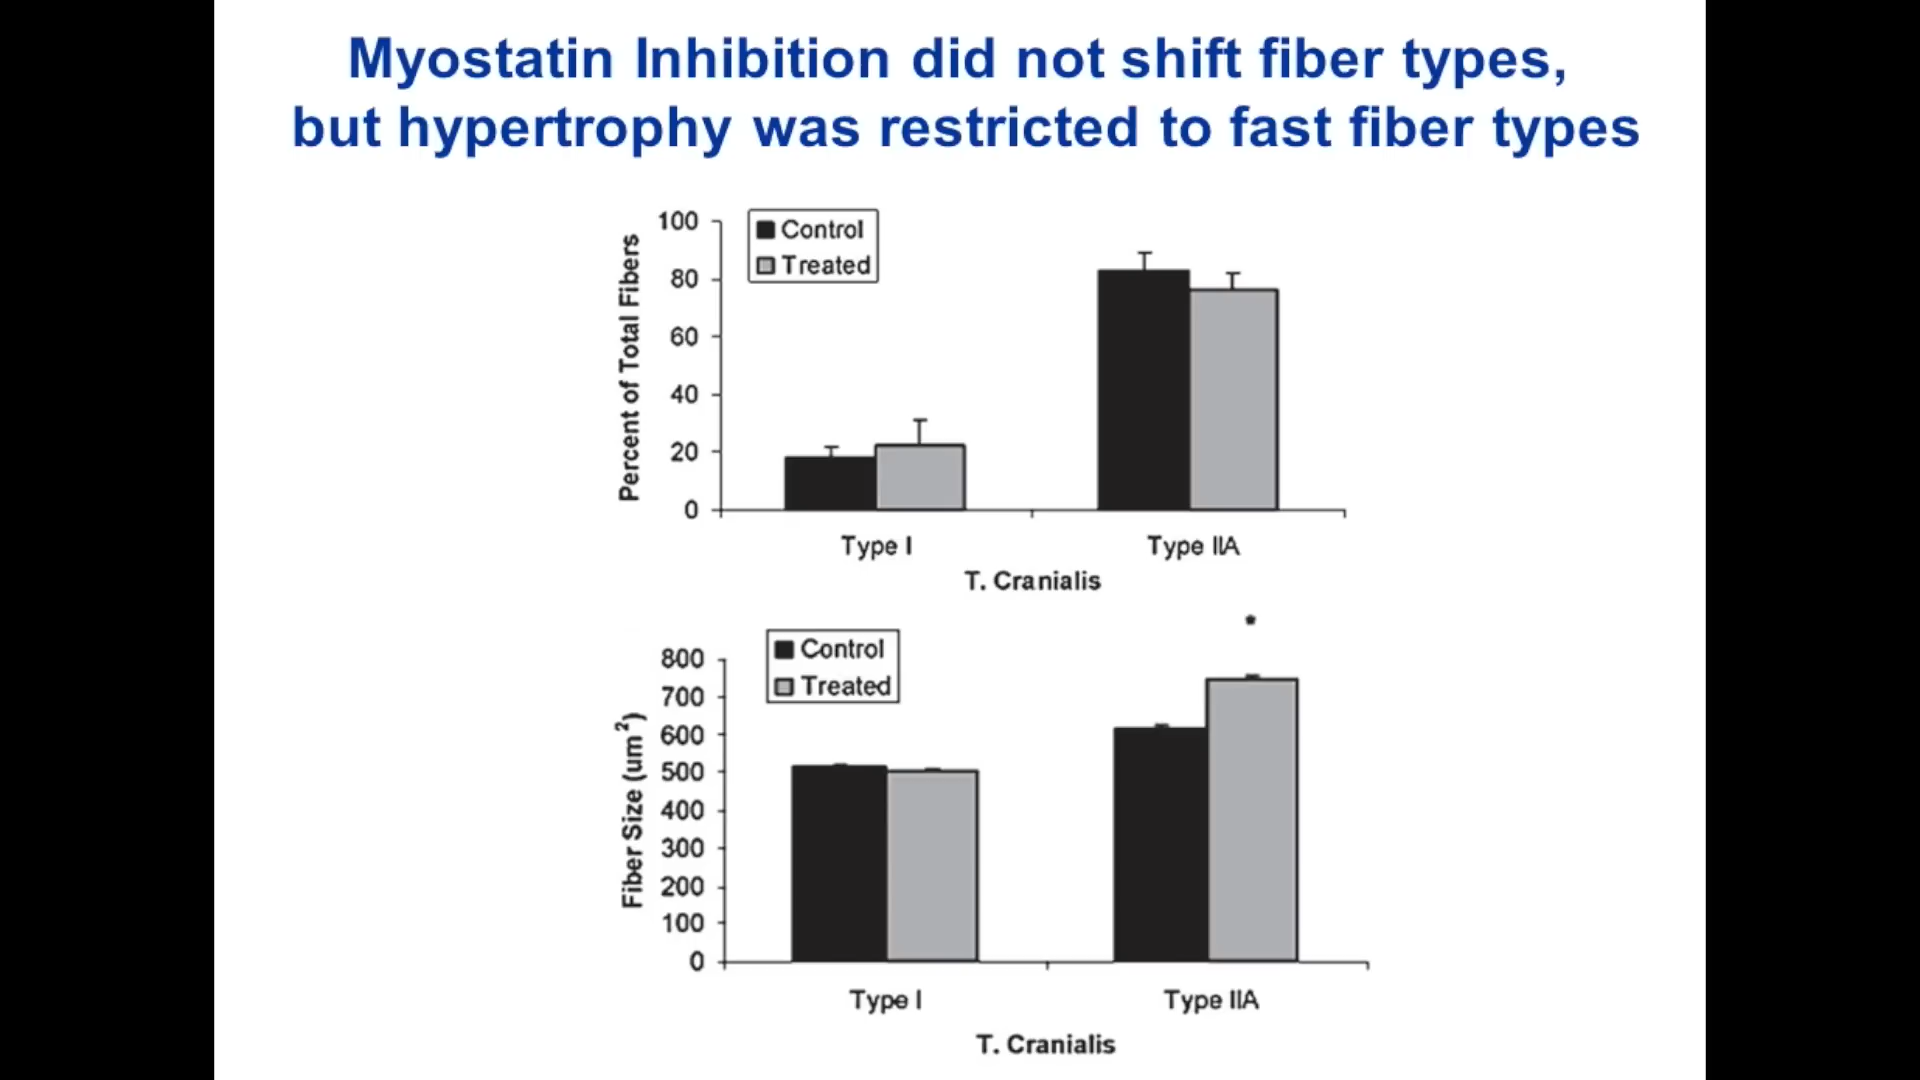 Myostatin Inhibition did not shift fiber types,
but hypertrophy was restricted to fast fiber types
Control
Treated
Percent of Total Fibers
100
80
60
40
20
0
Type I
Type IIA
T. Cranialis
*
Control
Treated
Fiber Size (um²)
800
700
600
500
400
300
200
100
0
Type I
Type IIA
T. Cranialis